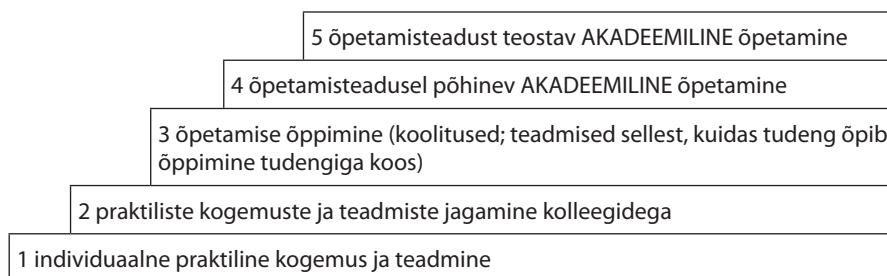 5 õpetamisteadust teostav AKADEEMILINE õpetamine
4 õpetamisteadusel põhinev AKADEEMILINE õpetamine
3 õpetamise õppimine (koolitused; teadmised sellest, kuidas tudeng õpib
õppimine tudengiga koos)
2 praktiliste kogemuste ja teadmiste jagamine kolleegidega
1 individuaalne praktiline kogemus ja teadmine